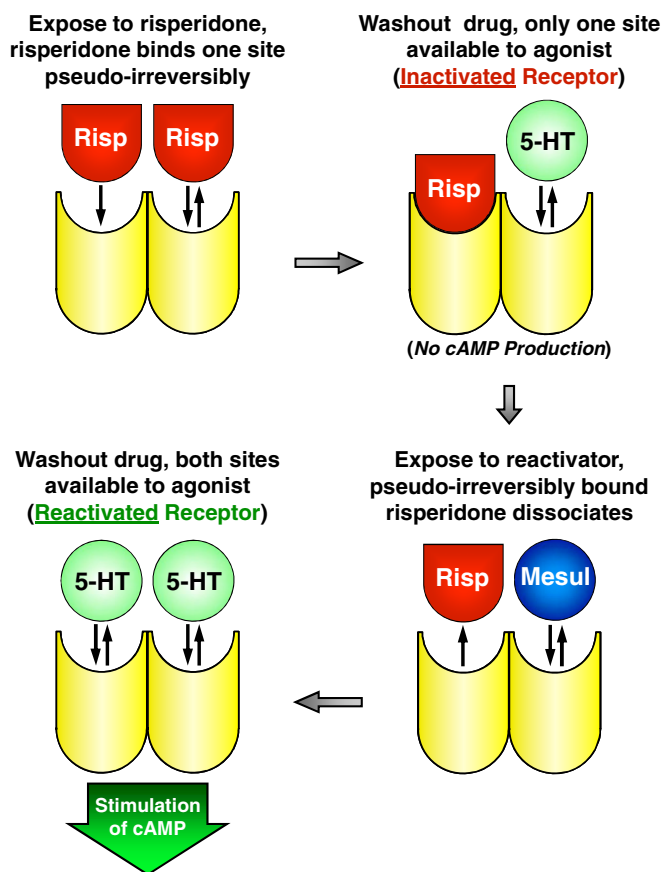 Expose to risperidone,
risperidone binds one site
pseudo-irreversibly
Risp
Risp
Washout drug, only one site
available to agonist
(Inactivated Receptor)
5-HT
Risp
(No cAMP Production)
Expose to reactivator,
pseudo-irreversibly bound
risperidone dissociates
Risp
Mesul
Washout drug, both sites
available to agonist
(Reactivated Receptor)
5-HT
5-HT
Stimulation
of cAMP